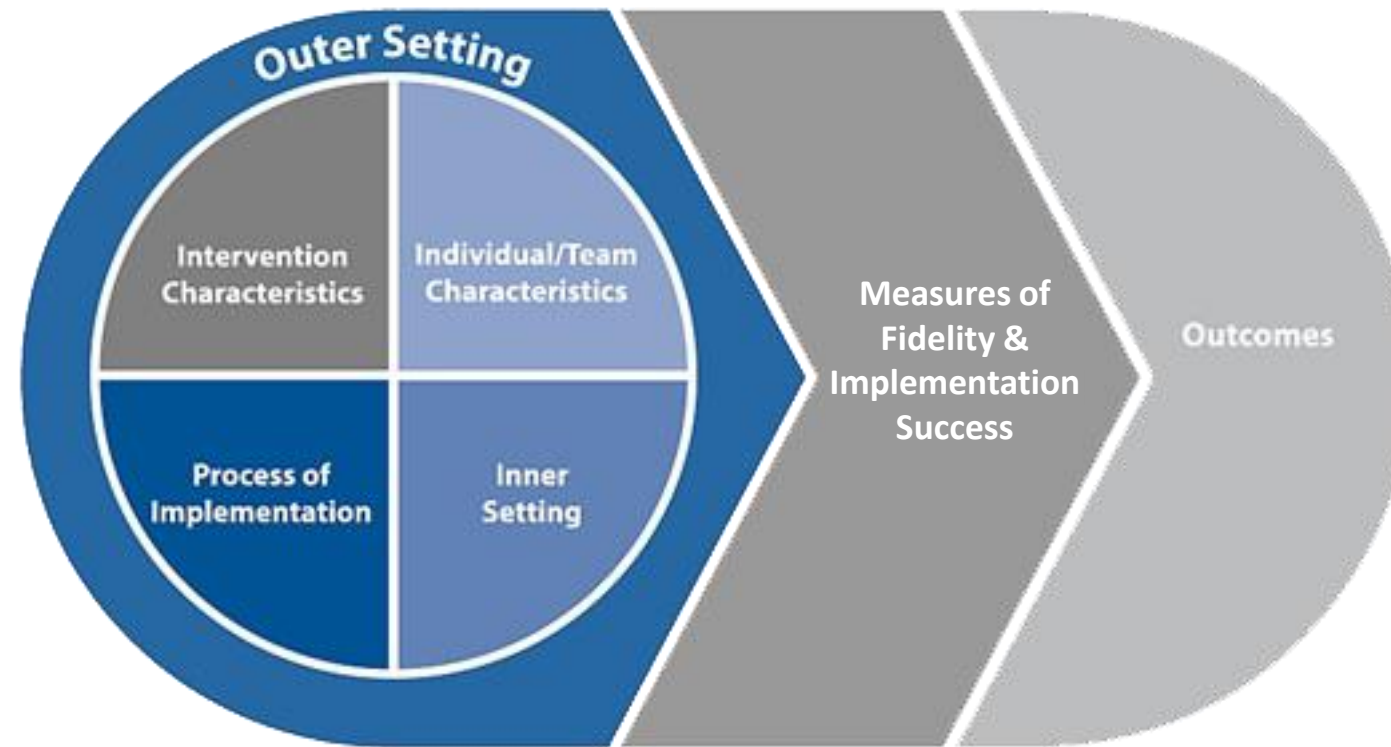 Outer Setting
Intervention
Characteristics
Individual/Team
Characteristics
Process of
Implementation
Inner
Setting
Measures of
Fidelity &
Implementation
Success
Outcomes